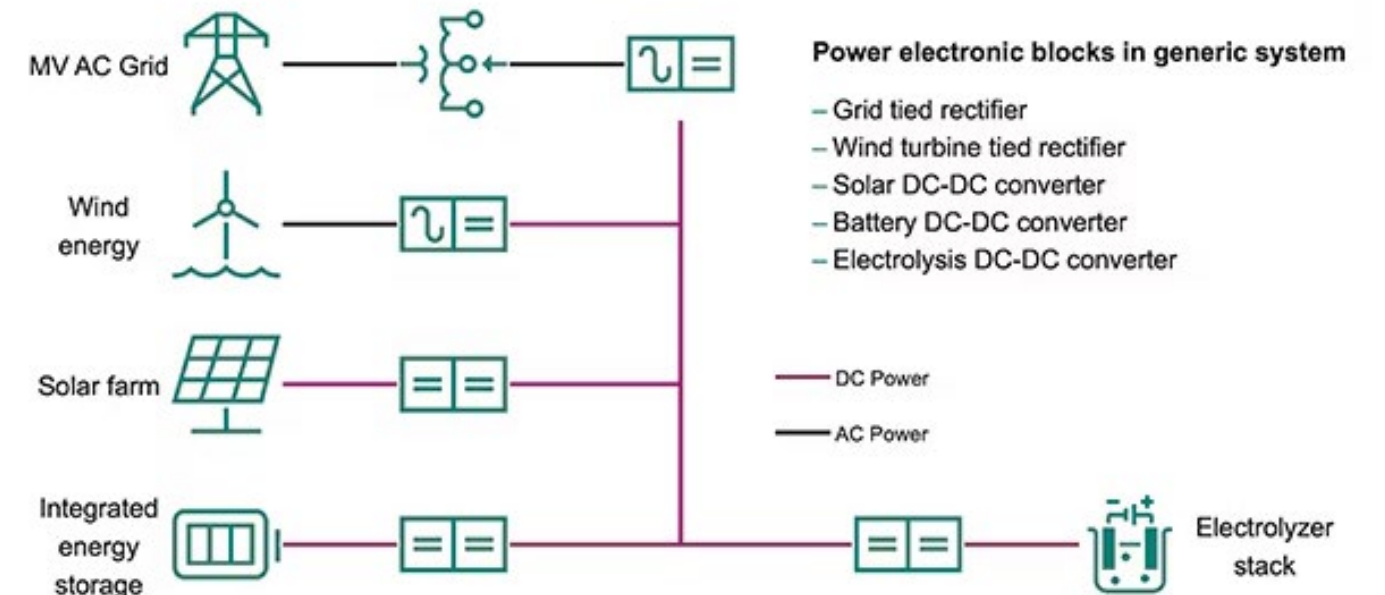 MV AC Grid
Power electronic blocks in generic system
– Grid tied rectifier
– Wind turbine tied rectifier
– Solar DC-DC converter
– Battery DC-DC converter
– Electrolysis DC-DC converter
Wind
energy
Solar farm
DC Power
AC Power
Integrated
energy
storage
Electrolyzer
stack